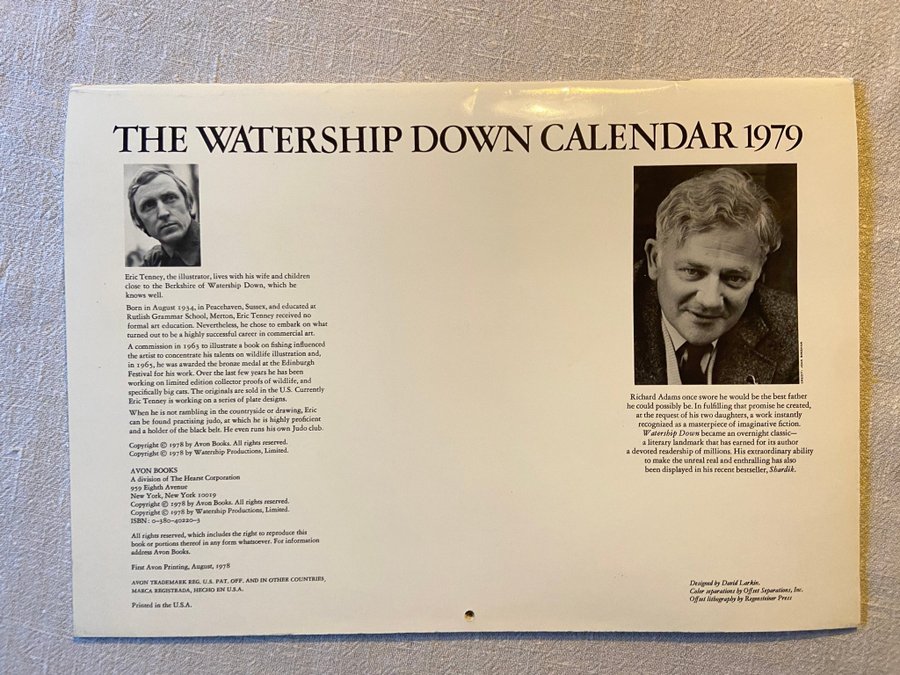 THE WATERSHIP DOWN CALENDAR 1979
Eric Tenney, the illustrator, lives with his wife and children
close to the Berkshire of Watership Down, which he
knows well.
Born in August 1934, in Peacehaven, Sussex, and educated at
Rutlish Grammar School, Merton, Eric Tenney received no
formal art education. Nevertheless, he chose to embark on what
turned out to be a highly successful career in commercial art.
A commission in 1963 to illustrate a book on fishing influenced
the artist to concentrate his talents on wildlife illustration and,
in 1965, he was awarded the bronze medal at the Edinburgh
Festival for his work. Over the last few years he has been
working on limited edition collector proofs of wildlife, and
specifically big cats. The originals are sold in the U.S. Currently
Eric Tenney is working on a series of plate designs.
When he is not rambling in the countryside or drawing, Eric
can be found practising judo, at which he is highly proficient
and a holder of the black belt. He even runs his own Judo club.
Copyright © 1978 by Avon Books. All rights reserved.
Copyright © 1978 by Watership Productions, Limited.
AVON BOOKS
A division of The Hearst Corporation
959 Eighth Avenue
New York, New York 10019
Copyright © 1978 by Avon Books. All rights reserved.
Copyright © 1978 by Watership Productions, Limited.
ISBN: 0-380-40220-3
All rights reserved, which includes the right to reproduce this
book or portions thereof in any form whatsoever. For information
address Avon Books.
First Avon Printing, August, 1978
AVON TRADEMARK REG. U.S. PAT. OFF. AND IN OTHER COUNTRIES,
MARCA REGISTRADA, HECHO EN U.S.A.
Printed in the U.S.A.
Richard Adams once swore he would be the best father
he could possibly be. In fulfilling that promise he created,
at the request of his two daughters, a work instantly
recognized as a masterpiece of imaginative fiction.
Watership Down became an overnight classic—
a literary landmark that has earned for its author
a devoted readership of millions. His extraordinary ability
to make the unreal real and enthralling has also
been displayed in his recent bestseller, Shardik.
Designed by David Larkin.
Color separations by Offset Separations, Inc.
Offset lithography by Regensteiner Press